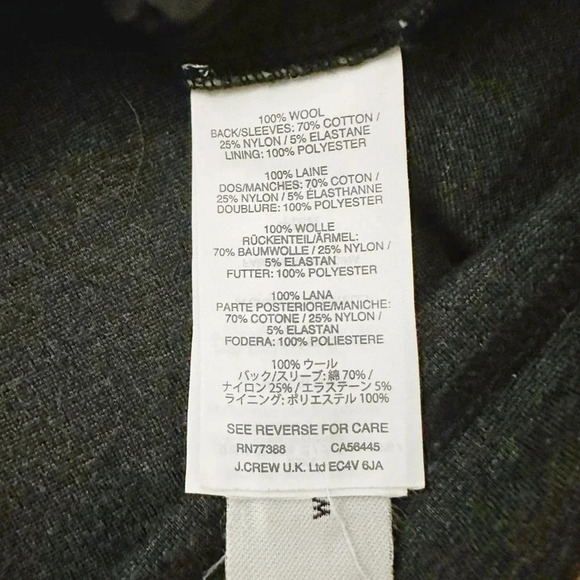 100% WOOL
BACK/SLEEVES: 70% COTTON /
25% NYLON / 5% ELASTANE
LINING: 100% POLYESTER
100% LAINE
DOS/MANCHES: 70% COTON /
25% NYLON / 5% ÉLASTHANNE
DOUBLURE: 100% POLYESTER
100% WOLLE
RÜCKENTEIL/ÄRMEL:
70% BAUMWOLLE / 25% NYLON /
5% ELASTAN
FUTTER: 100% POLYESTER
100% LANA
PARTE POSTERIORE/MANICHE:
70% COTONE / 25% NYLON /
5% ELASTAN
FODERA: 100% POLIESTERE
100% ウール
バック/スリーブ: 綿 70% /
ナイロン 25% / エラステーン 5%
ライニング: ポリエステル 100%
SEE REVERSE FOR CARE
RN77388 CA56445
J.CREW U.K. Ltd EC4V 6JA
M